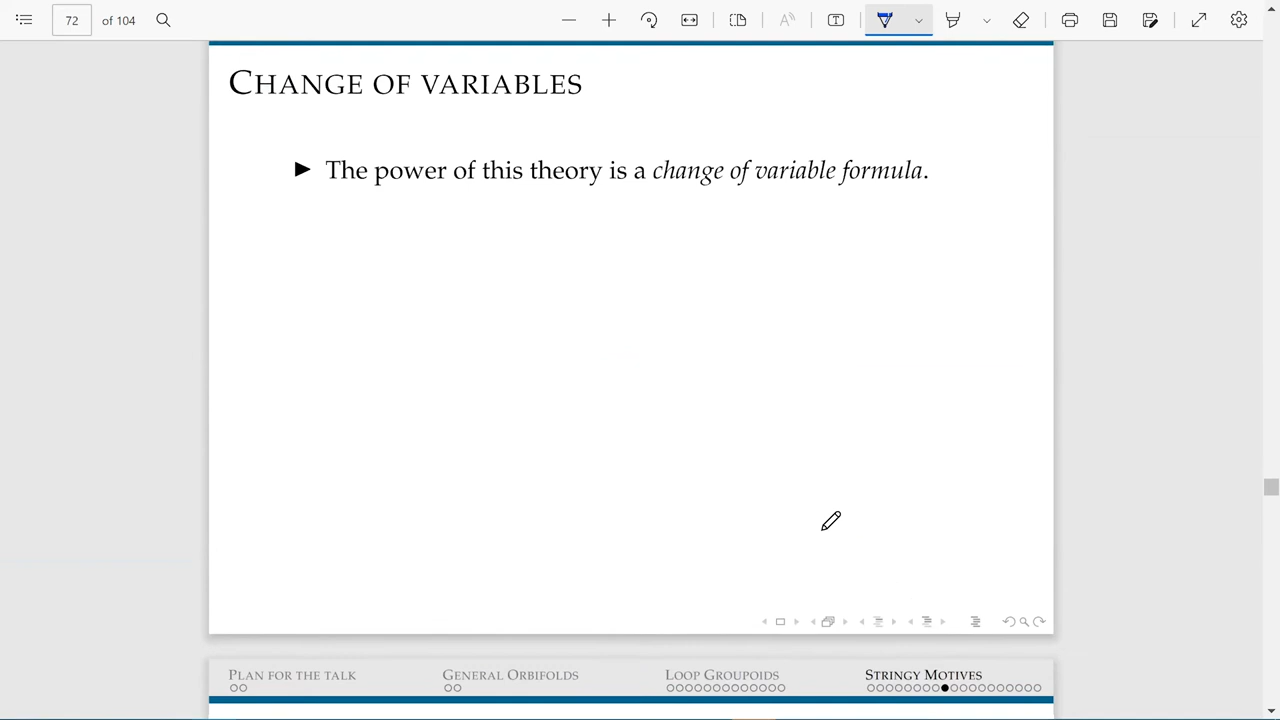 72 of 104
CHANGE OF VARIABLES
► The power of this theory is a change of variable formula.
PLAN FOR THE TALK GENERAL ORBIFOLDS LOOP GROUPOIDS STRINGY MOTIVES